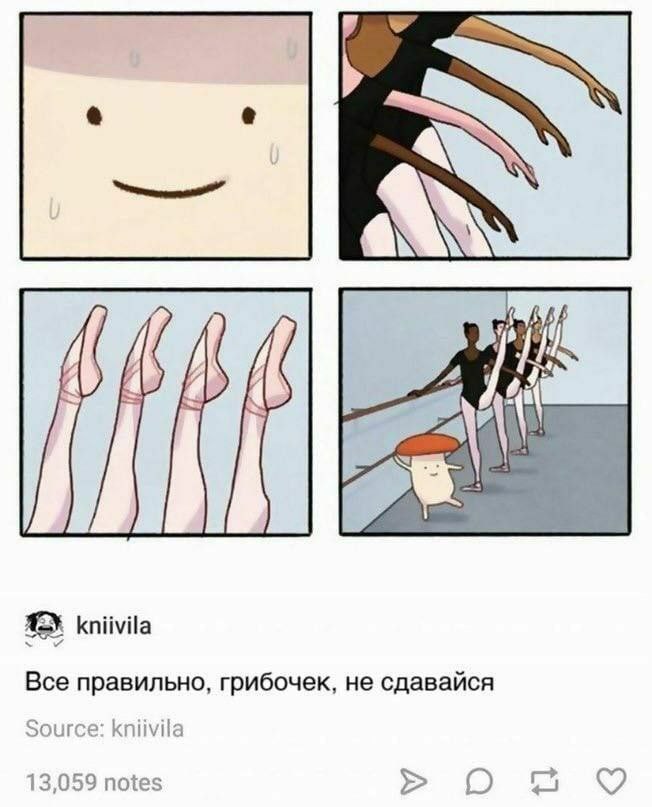 kniivila
Все правильно, грибочек, не сдавайся
Source: kniivila
13,059 notes